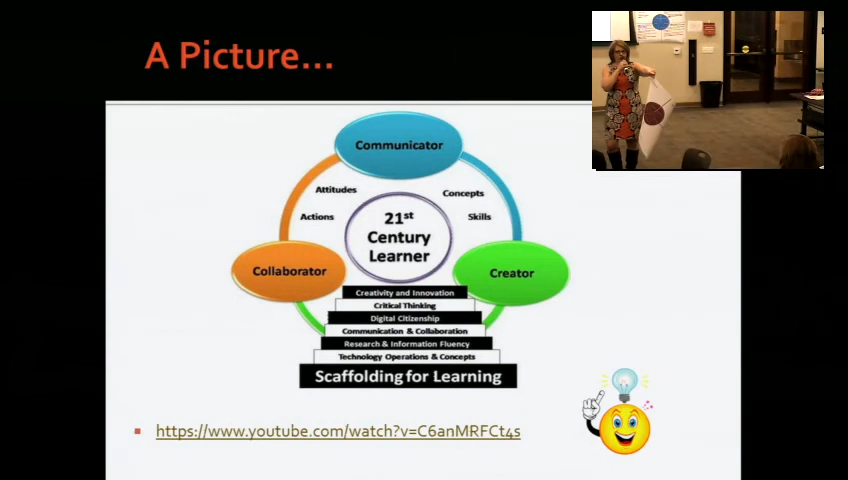 A Picture...
Communicator
Attitudes
Concepts
Actions
Skills
21st
Century
Learner
Collaborator
Creator
Creativity and Innovation
Critical Thinking
Digital Citizenship
Communication & Collaboration
Research & Information Fluency
Technology Operations & Concepts
Scaffolding for Learning
https://www.youtube.com/watch?v=C6anMRFCt4s